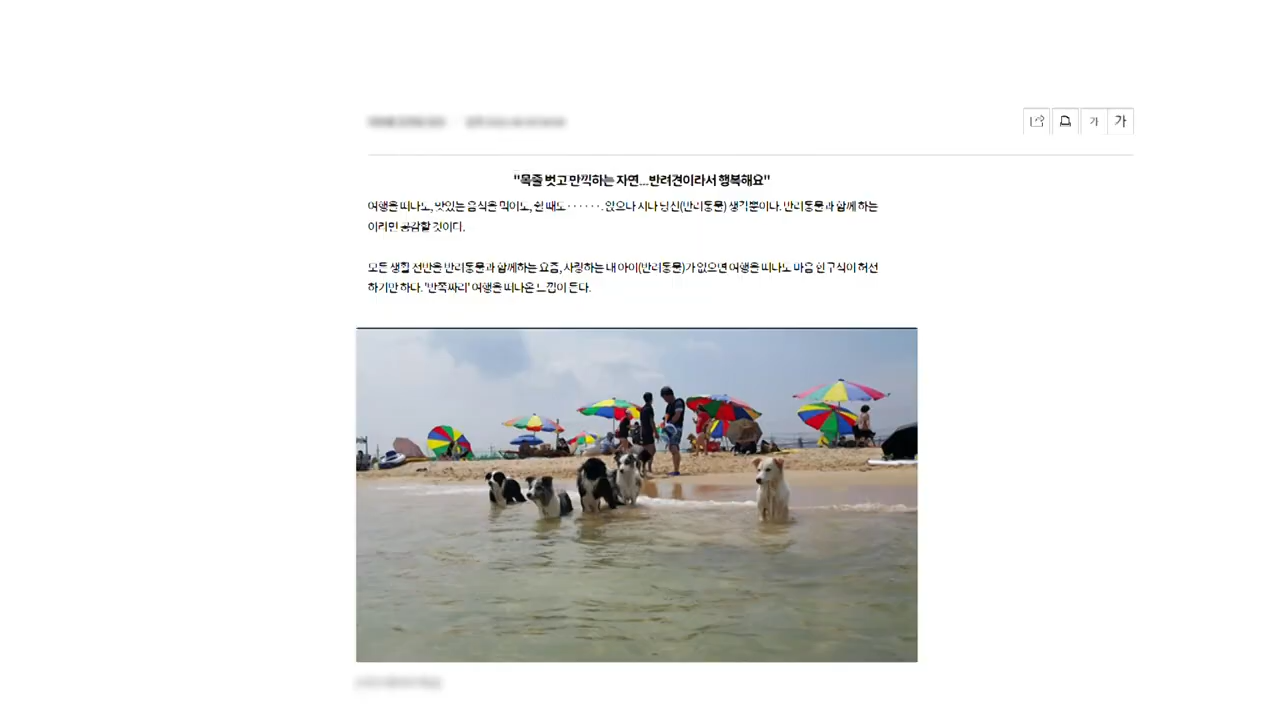 가
가
"목줄 벗고 만끽하는 자연...반려견이라서 행복해요"
여행을 떠나도, 맛있는 음식을 먹어도, 쉴 때도 · · · · · ·. 앉으나 서나 당신(반려동물) 생각뿐이다. 반려동물과 함께 하는
이라면 공감할 것이다.
모든 생활 전반을 반려동물과 함께하는 요즘, 사랑하는 내 아이(반려동물)가 없으면 여행을 떠나도 마음 한구석이 허전
하기만 하다. '반쪽짜리' 여행을 떠나온 느낌이 든다.